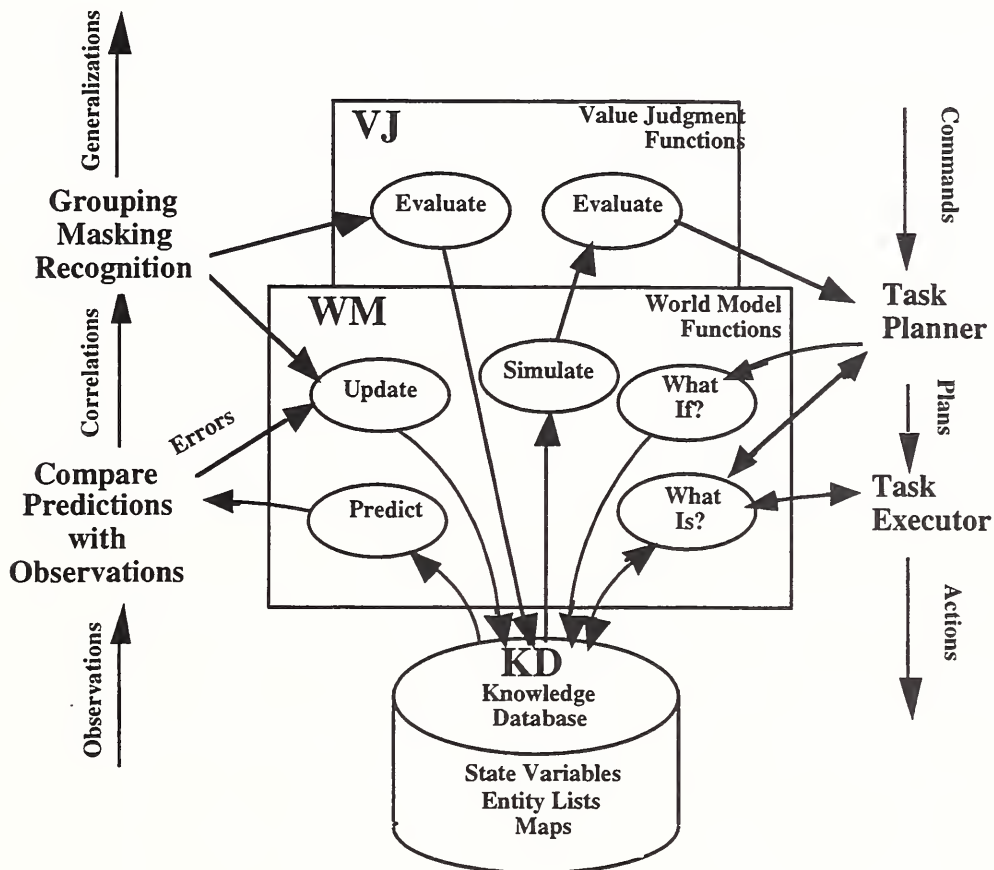 Generalizations
Grouping
Masking
Recognition
Correlations
Errors
Compare
Predictions
with
Observations
Observations
VJ
Value Judgment
Functions
Evaluate
Evaluate
WM
World Model
Functions
Update
Simulate
What
If?
Predict
What
Is?
KD
Knowledge
Database
State Variables
Entity Lists
Maps
Commands
Task
Planner
Plans
Task
Executor
Actions